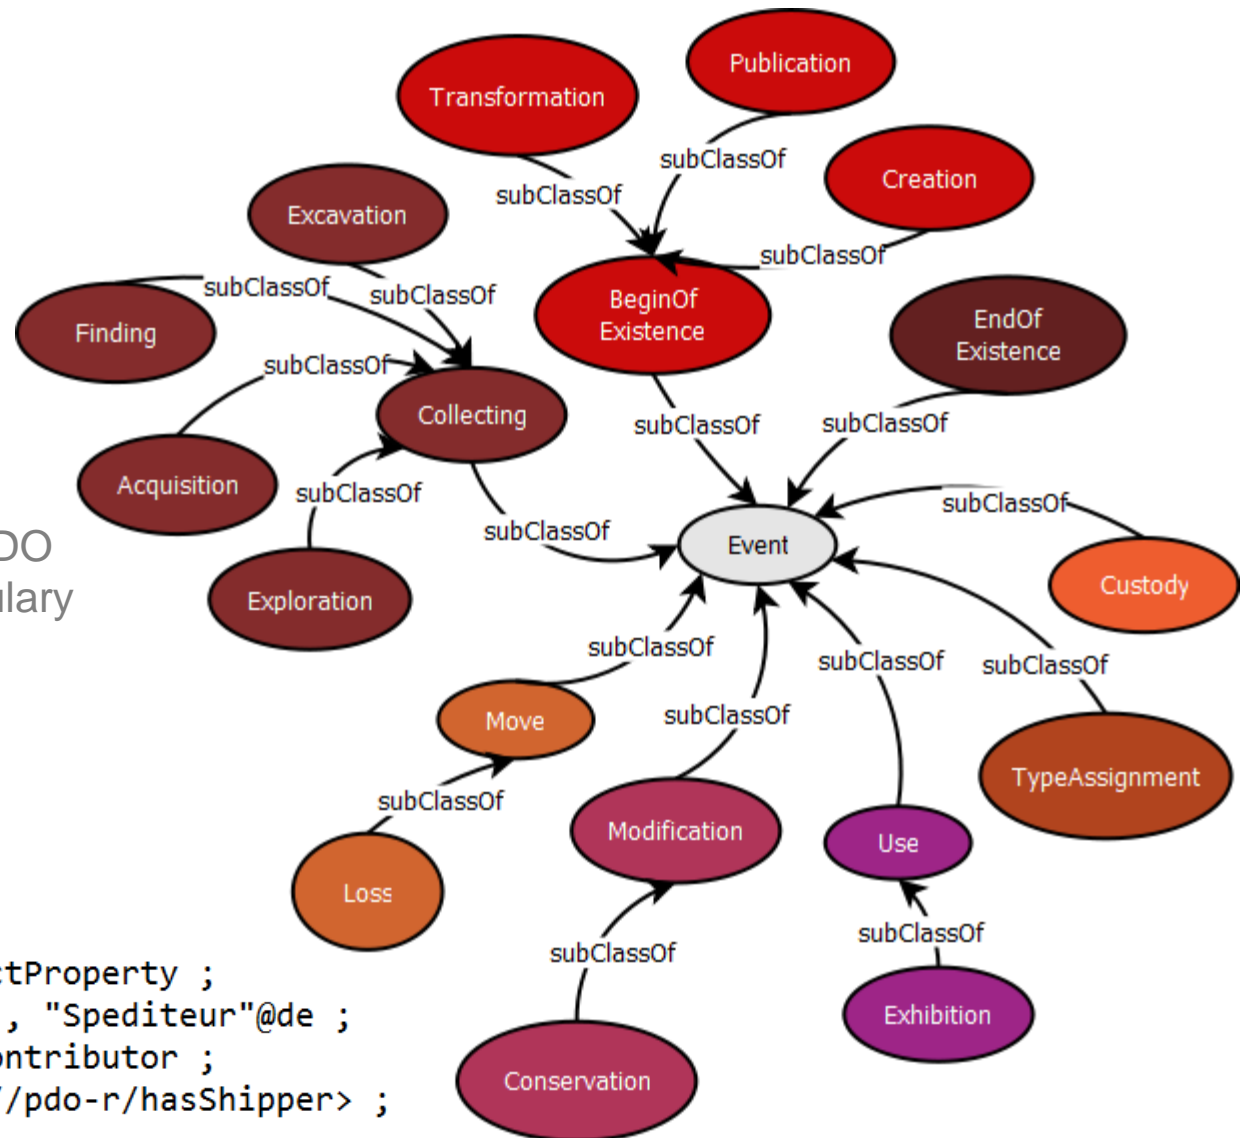 Publication
Transformation
subClassOf
Creation
subClassOf
Excavation
subClassOf
subClassOf
subClassOf
BeginOf
Existence
EndOf
Existence
Finding
subClassOf
Collecting
subClassOf
subClassOf
Acquisition
subClassOf
subClassOf
subClassOf
Event
DO
ulary
Custody
Exploration
subClassOf
subClassOf
subClassOf
Move
subClassOf
TypeAssignment
subClassOf
Modification
Use
Loss
subClassOf
subClassOf
ctProperty ;
, "Spediteur"@de ;
Exhibition
ontributor ;
Conservation
//pdo-r/hasShipper> ;